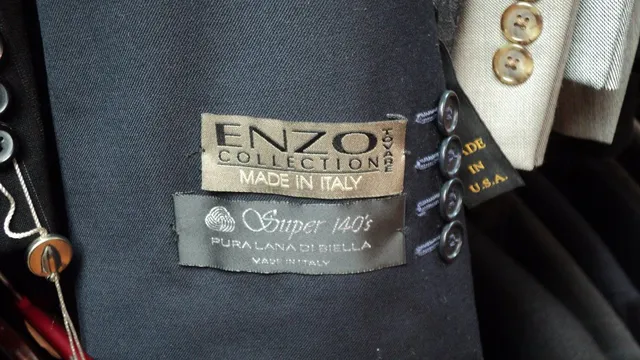 ENZO
TOVARE
COLLECTION
MADE IN ITALY
Super 140's
PURA LANA DI BIELLA
MADE IN ITALY
ADE
IN
U.S.A.